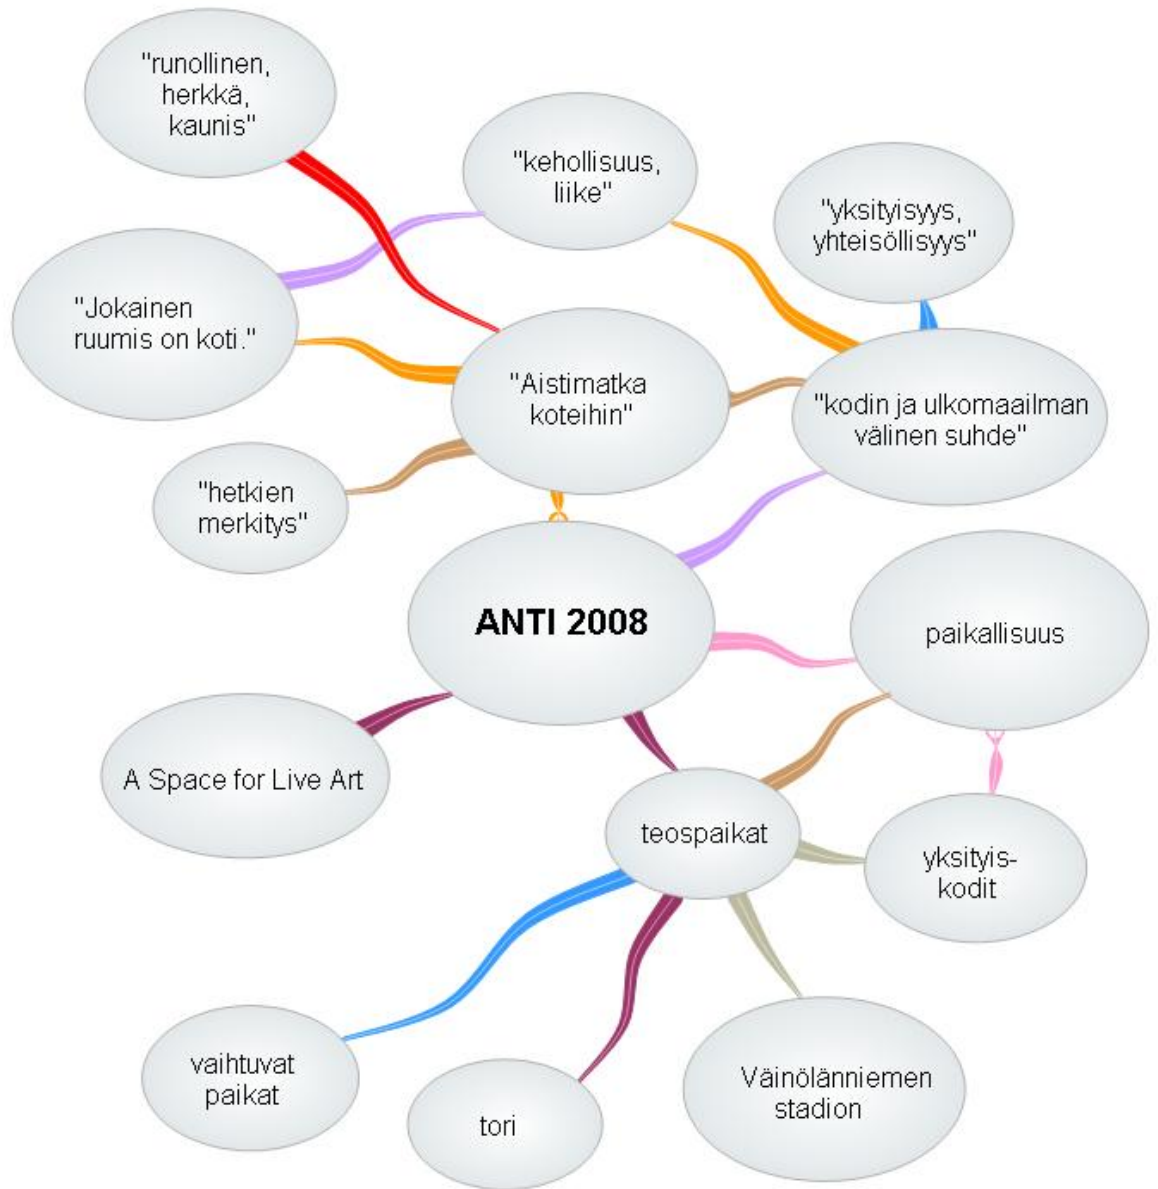 "runollinen,
herkkä,
kaunis"
"kehollisuus,
liike"
"yksityisyys,
yhteisöllisyys"
"Jokainen
ruumis on koti."
"Aistimatka
koteihin"
"kodin ja ulkomaailman
välinen suhde"
"hetkien
merkitys"
ANTI 2008
paikallisuus
A Space for Live Art
teospaikat
yksityis-
kodit
vaihtuvat
paikat
tori
Väinölänniemen
stadion